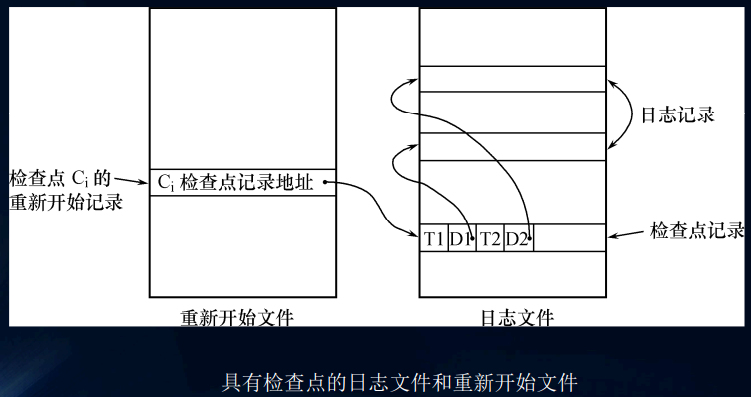 检查点 Ci 的
重新开始记录
Ci 检查点记录地址
重新开始文件
日志记录
T1 D1 T2 D2
检查点记录
日志文件
具有检查点的日志文件和重新开始文件